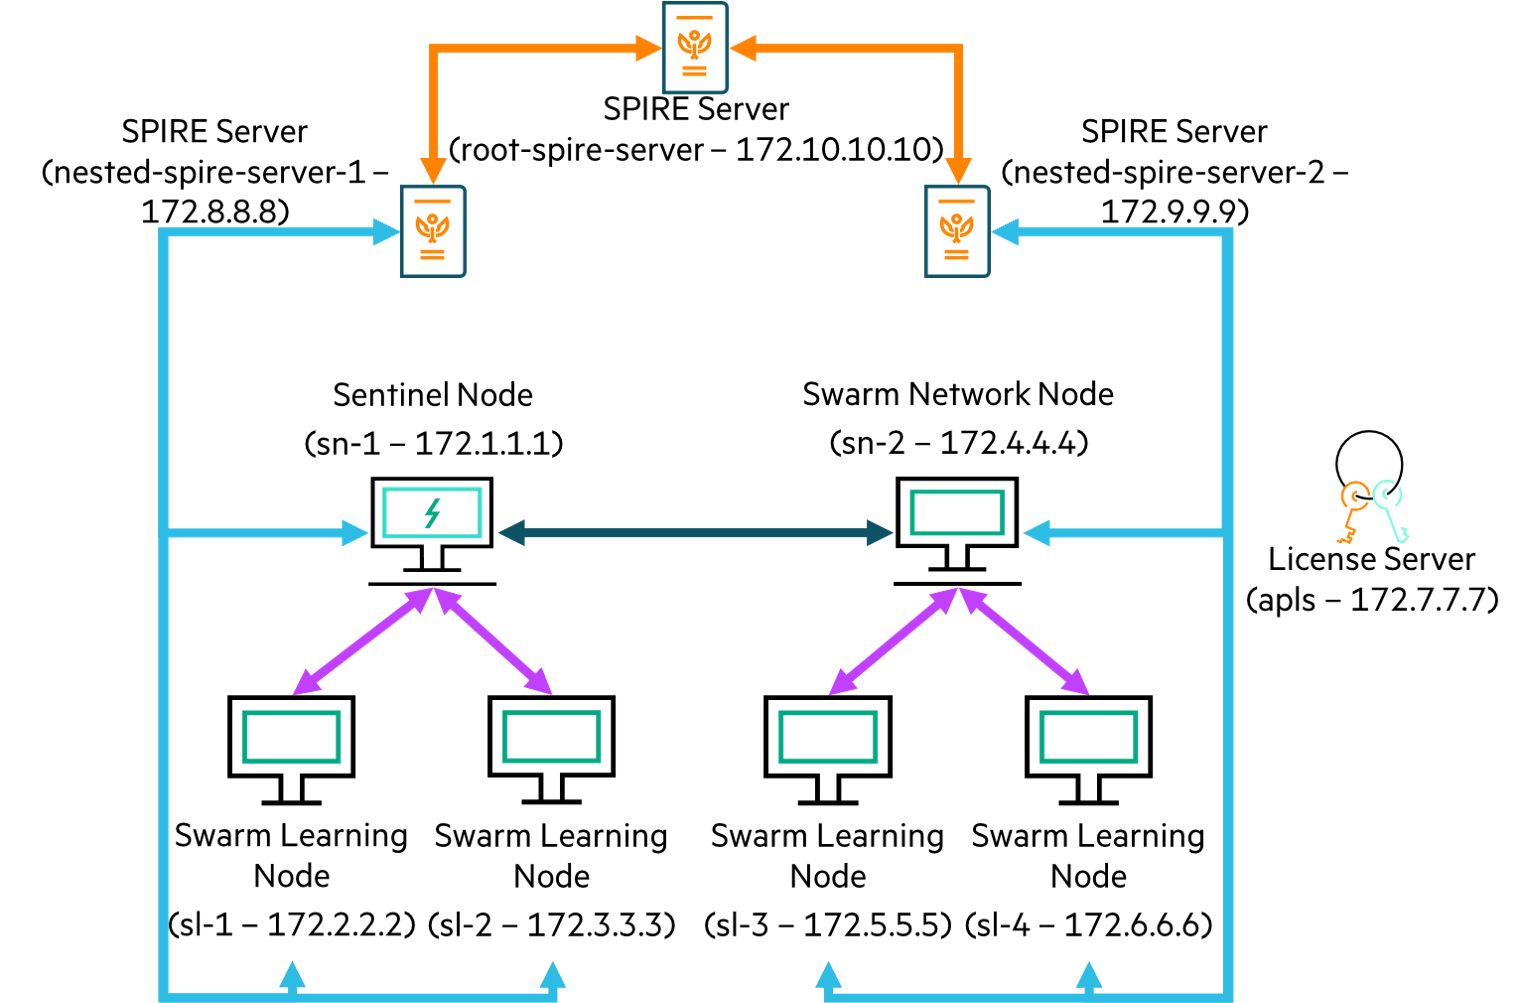 SPIRE Server
(root-spire-server – 172.10.10.10)
SPIRE Server
(nested-spire-server-1 –
172.8.8.8)
SPIRE Server
(nested-spire-server-2 –
172.9.9.9)
Sentinel Node
(sn-1 – 172.1.1.1)
Swarm Network Node
(sn-2 – 172.4.4.4)
License Server
(apls – 172.7.7.7)
Swarm Learning
Node
(sl-1 – 172.2.2.2)
Swarm Learning
Node
(sl-2 – 172.3.3.3)
Swarm Learning
Node
(sl-3 – 172.5.5.5)
Swarm Learning
Node
(sl-4 – 172.6.6.6)